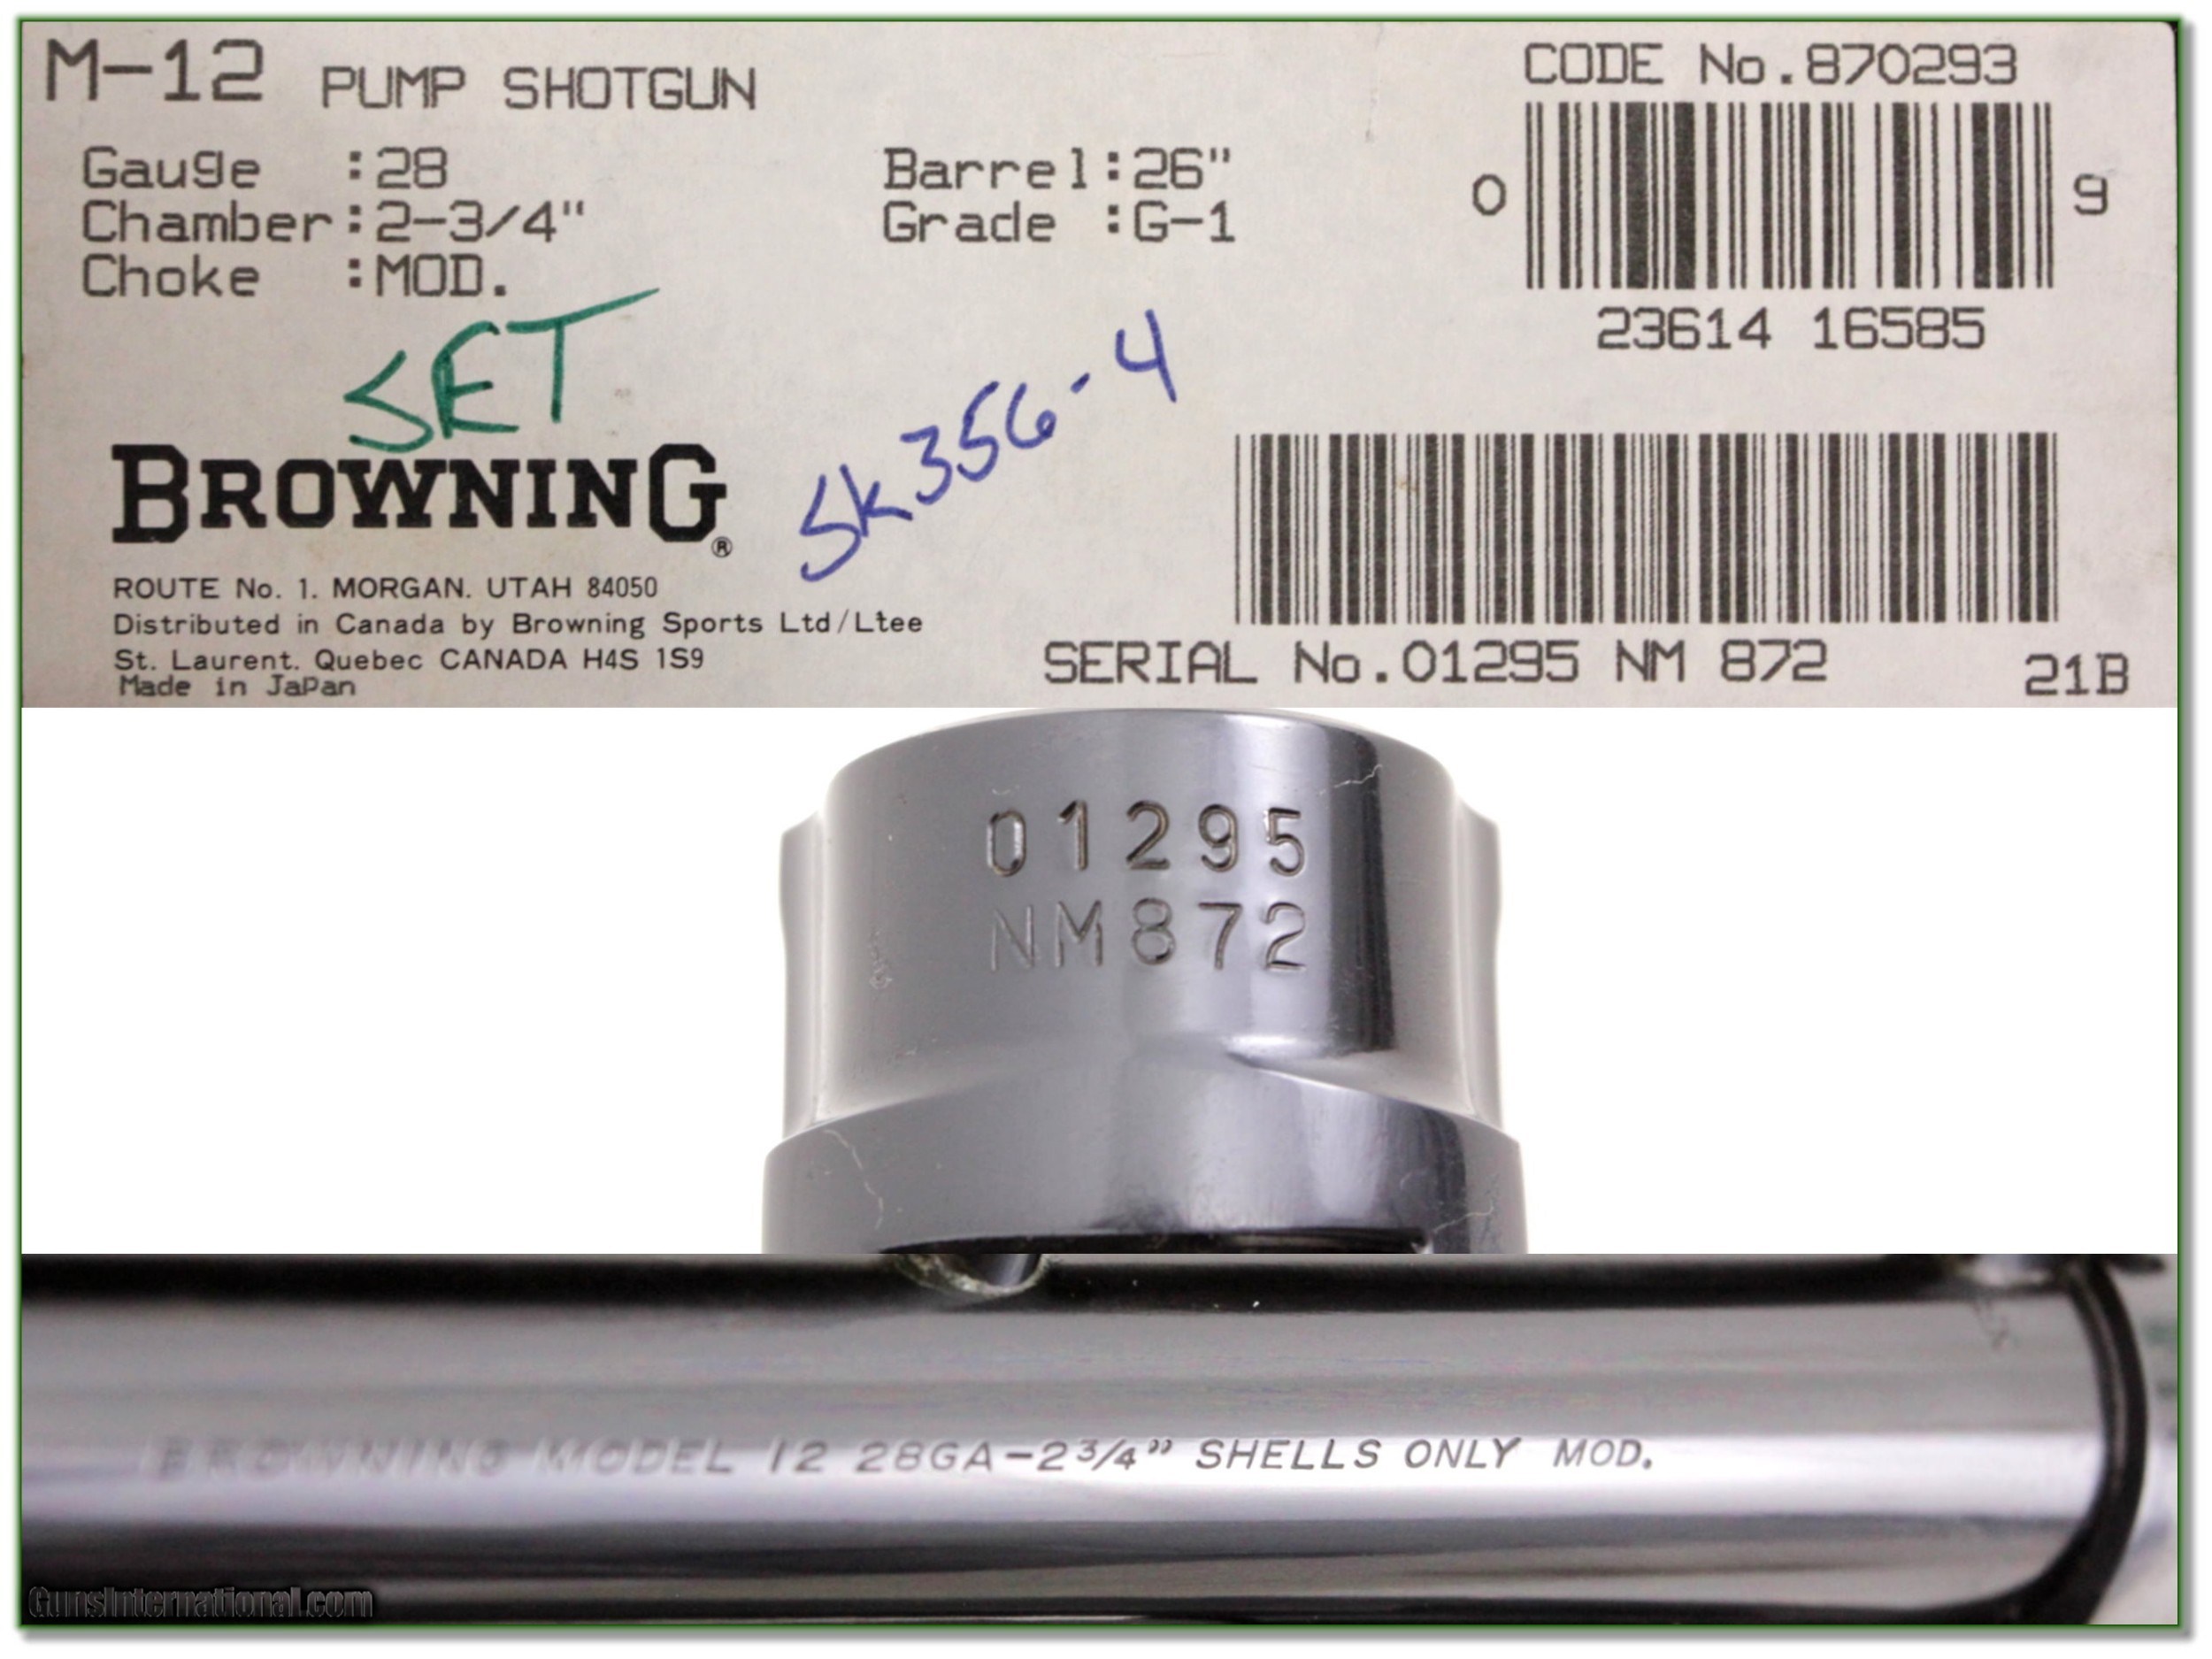 M-12 PUMP SHOTGUN
CODE No.870293
Gauge :28
Barrel:26"
Chamber:2-3/4"
Grade :G-1
Choke :MOD.
0 9
23614 16585
SET
Sk356-4
BROWNING®
ROUTE No. 1. MORGAN. UTAH 84050
Distributed in Canada by Browning Sports Ltd/Ltee
St. Laurent. Quebec CANADA H4S 1S9
Made in JaPan
SERIAL No.01295 NM 872
21B
01295
NM872
BROWNING MODEL 12 28GA-2¾” SHELLS ONLY MOD.
GunsInternational.com